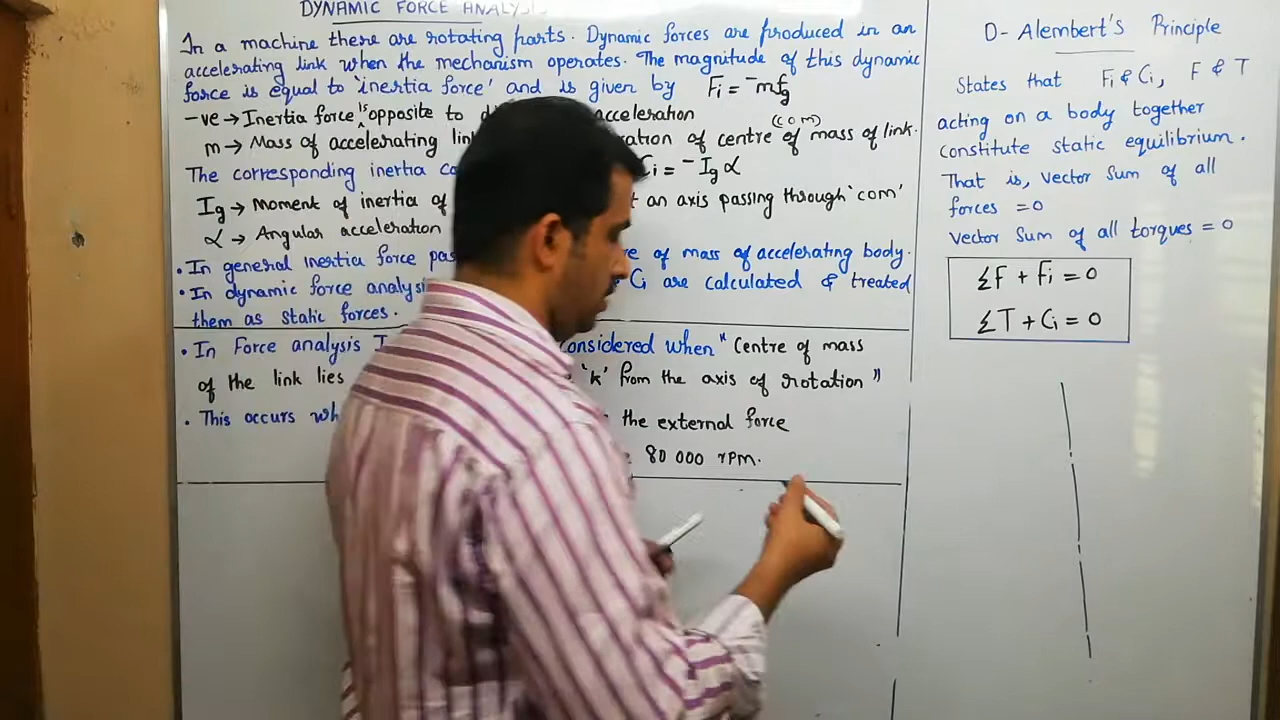 DYNAMIC FORCE ANALYS
In a machine there are rotating parts. Dynamic forces are produced in an
accelerating link when the mechanism operates. The magnitude of this dynamic
force is equal to 'inertia force' and is given by Fi = -mfg
-ve → Inertia force is opposite to acceleration
m → Mass of accelerating of centre of mass of link.
(COM)
The corresponding inertia Ci = -Ig α
Ig → Moment of inertia of an axis passing through 'com'
α → Angular acceleration
• In general inertia force of mass of accelerating body.
• In dynamic force Ci are calculated & treated
them as static forces.
• In Force analysis considered when "Centre of mass
of the link lies 'k' from the axis of rotation"
• This occurs the external force
80 000 rpm.
D-Alembert's Principle
States that Fi & Ci, F & T
acting on a body together
constitute static equilibrium.
That is, vector sum of all
forces = 0
Vector Sum of all torques = 0
ΣF + Fi = 0
ΣT + Ci = 0